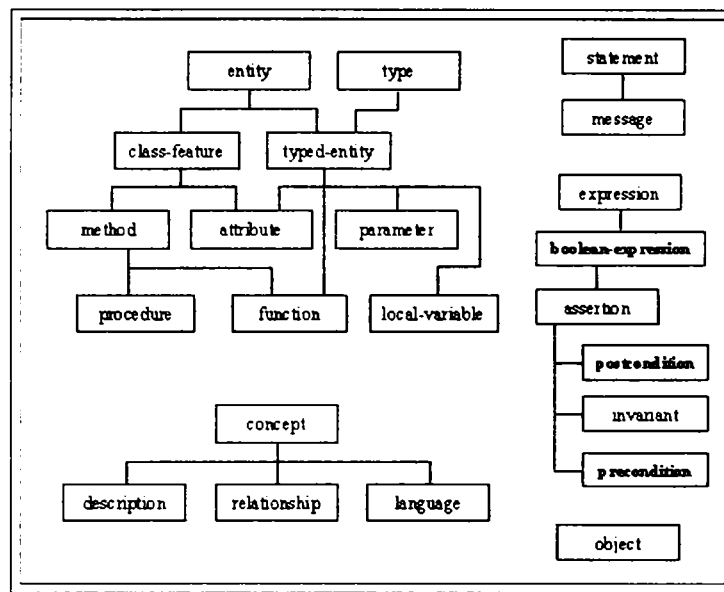 entity
type
statement
message
class-feature
typed-entity
expression
method
attribute
parameter
boolean-expression
procedure
function
local-variable
assertion
postcondition
invariant
concept
precondition
description
relationship
language
object